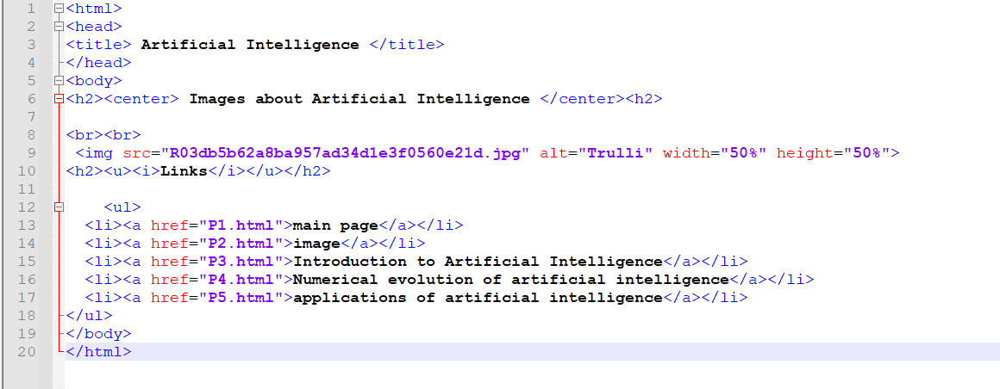 1 <html>
2 <head>
3 <title> Artificial Intelligence </title>
4 </head>
5 <body>
6 <h2><center> Images about Artificial Intelligence </center><h2>
7
8 <br><br>
9 <img src="R03db5b62a8ba957ad34d1e3f0560e21d.jpg" alt="Trulli" width="50%" height="50%">
10 <h2><u><i>Links</i></u></h2>
11
12 <ul>
13 <li><a href="P1.html">main page</a></li>
14 <li><a href="P2.html">image</a></li>
15 <li><a href="P3.html">Introduction to Artificial Intelligence</a></li>
16 <li><a href="P4.html">Numerical evolution of artificial intelligence</a></li>
17 <li><a href="P5.html">applications of artificial intelligence</a></li>
18 </ul>
19 </body>
20 </html>